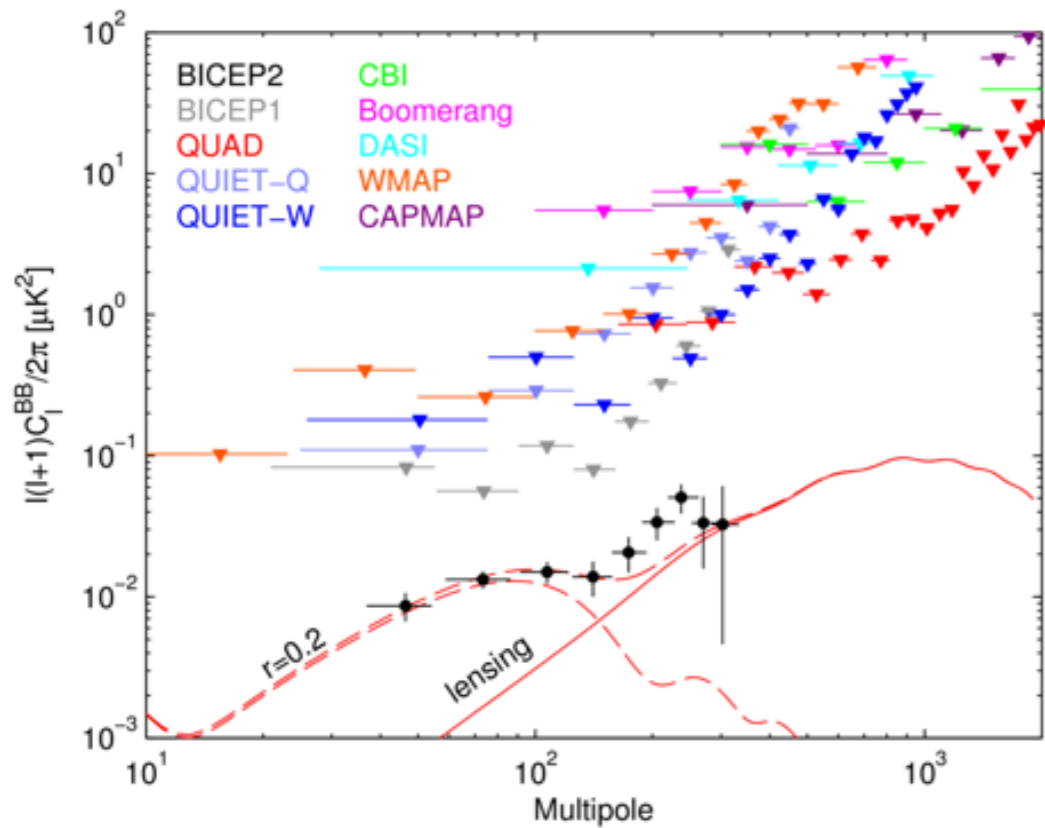 10²
10¹
10⁰
10⁻¹
10⁻²
10⁻³
l(l+1)C_l^BB/2π [μK²]
BICEP2
BICEP1
QUAD
QUIET-Q
QUIET-W
CBI
Boomerang
DASI
WMAP
CAPMAP
r=0.2
lensing
10¹
10²
10³
Multipole